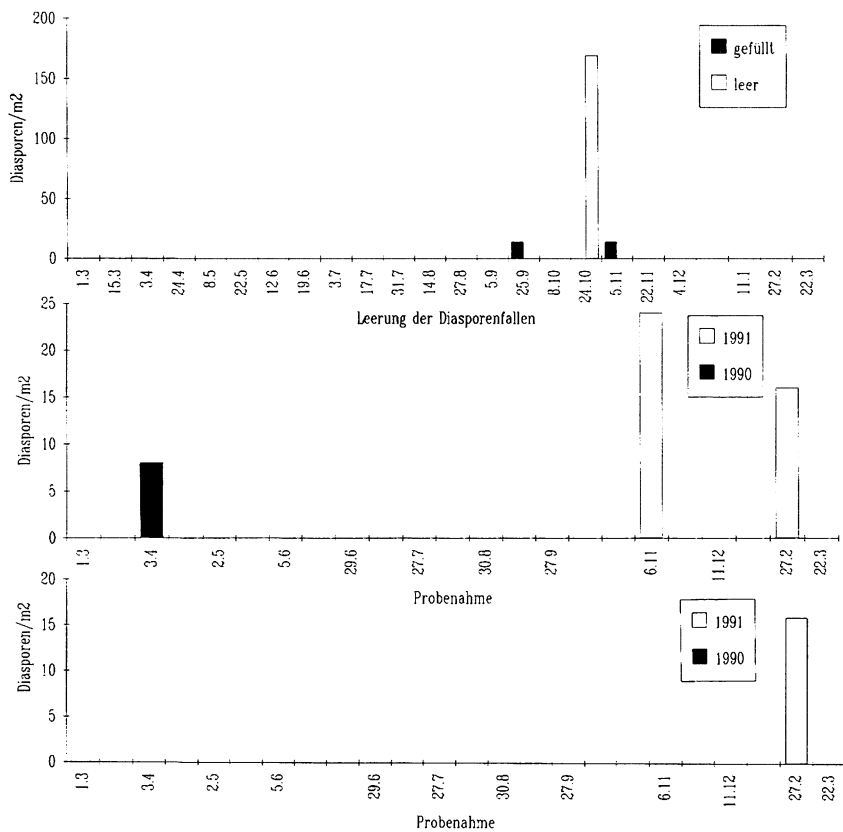 Diasporen/m2
200
150
100
50
0
gefüllt
leer
1.3 15.3 3.4 24.4 8.5 22.5 12.6 19.6 3.7 17.7 31.7 14.8 27.8 5.9 25.9 8.10 24.10 5.11 22.11 4.12 11.1 27.2 22.3
Leerung der Diasporenfallen
Diasporen/m2
25
20
15
10
5
0
1991
1990
1.3 3.4 2.5 5.6 29.6 27.7 30.8 27.9 6.11 11.12 27.2 22.3
Probenahme
Diasporen/m2
20
15
10
5
0
1991
1990
1.3 3.4 2.5 5.6 29.6 27.7 30.8 27.9 6.11 11.12 27.2 22.3
Probenahme